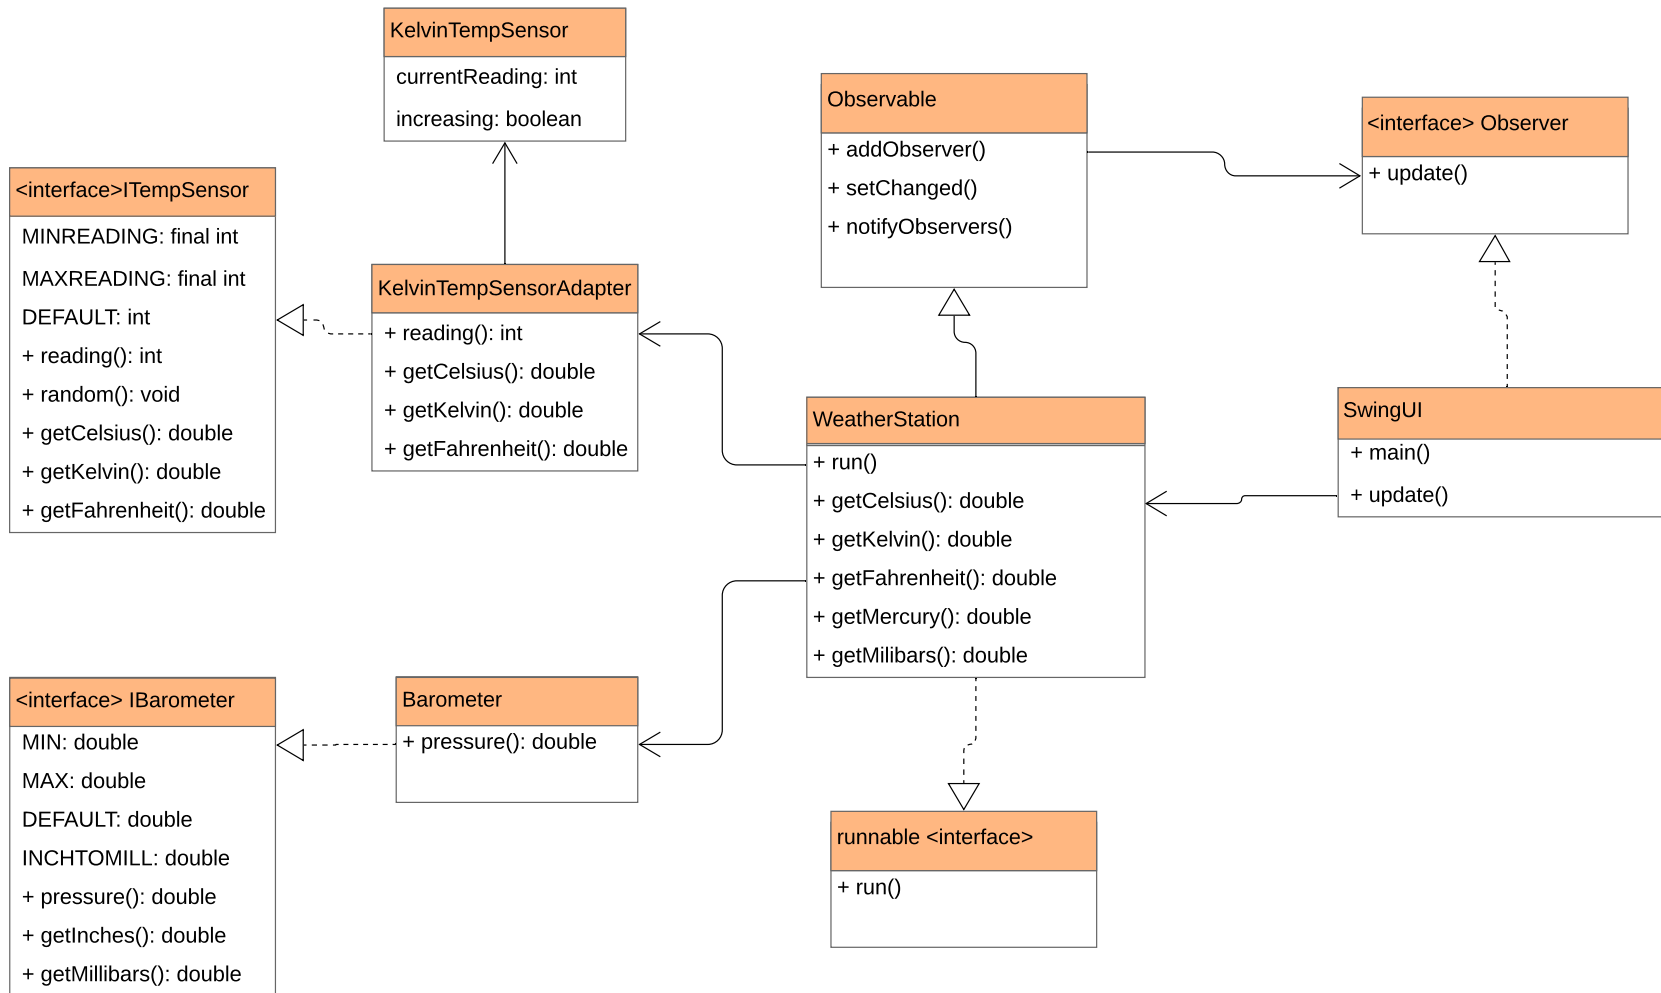 KelvinTempSensor
currentReading: int
increasing: boolean
<interface>ITempSensor
MINREADING: final int
MAXREADING: final int
DEFAULT: int
+ reading(): int
+ random(): void
+ getCelsius(): double
+ getKelvin(): double
+ getFahrenheit(): double
KelvinTempSensorAdapter
+ reading(): int
+ getCelsius(): double
+ getKelvin(): double
+ getFahrenheit(): double
Observable
+ addObserver()
+ setChanged()
+ notifyObservers()
<interface> Observer
+ update()
WeatherStation
+ run()
+ getCelsius(): double
+ getKelvin(): double
+ getFahrenheit(): double
+ getMercury(): double
+ getMilibars(): double
SwingUI
+ main()
+ update()
<interface> IBarometer
MIN: double
MAX: double
DEFAULT: double
INCHTOMILL: double
+ pressure(): double
+ getInches(): double
+ getMillibars(): double
Barometer
+ pressure(): double
runnable <interface>
+ run()